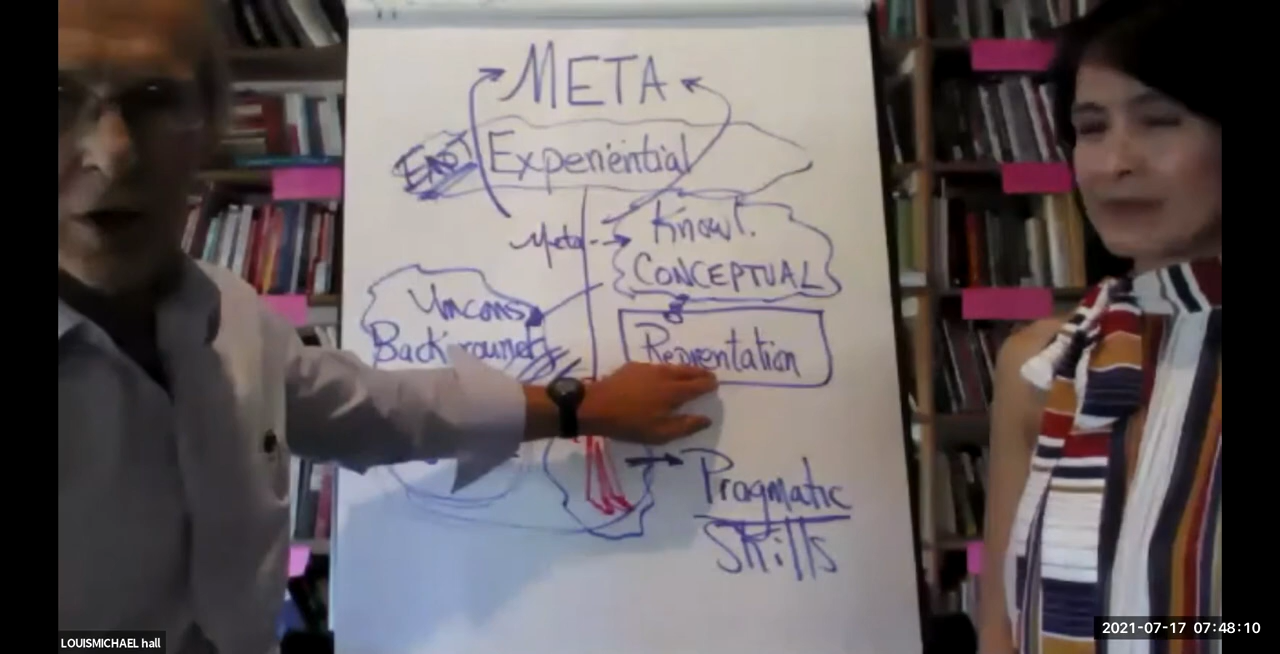 META
Experiential
Meta
Knowl.
CONCEPTUAL
Uncons
Background
Representation
Pragmatic
Skills
LOUISMICHAEL hall
2021-07-17 07:48:10